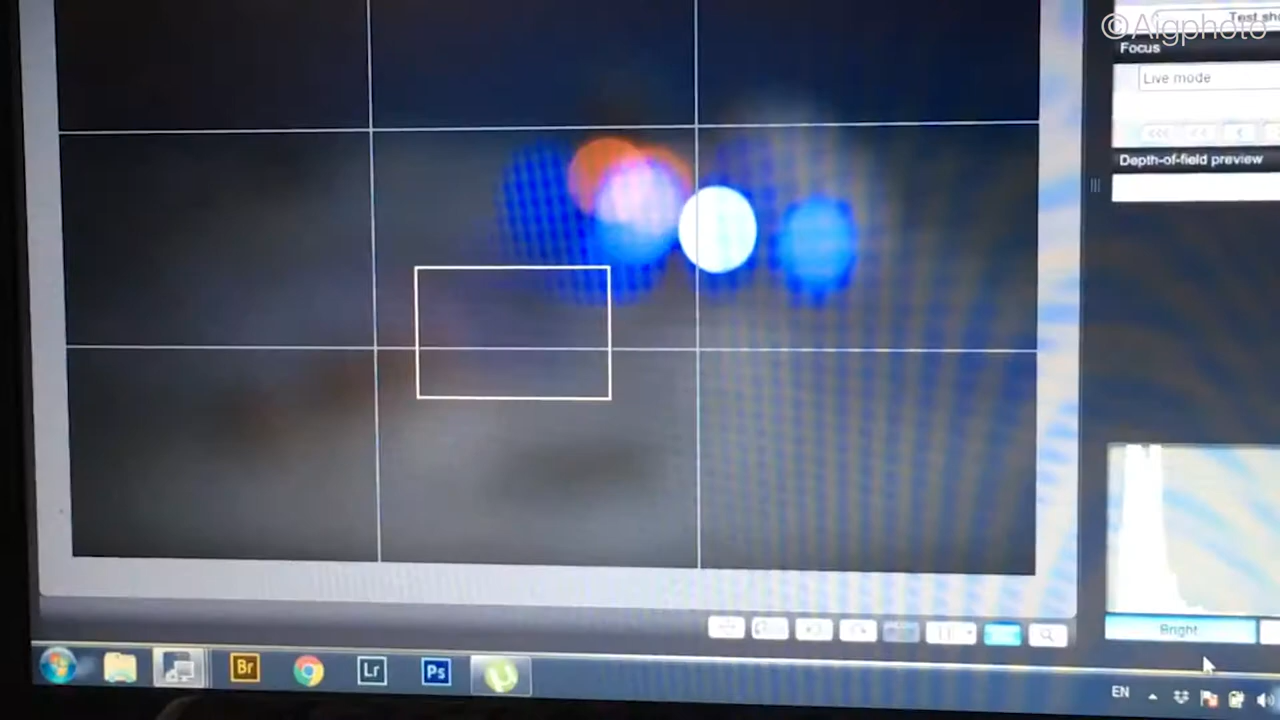 ©Aigphoto
Test sh
Focus
Live mode
Depth-of-field preview
Bright
Br
Lr
Ps
EN